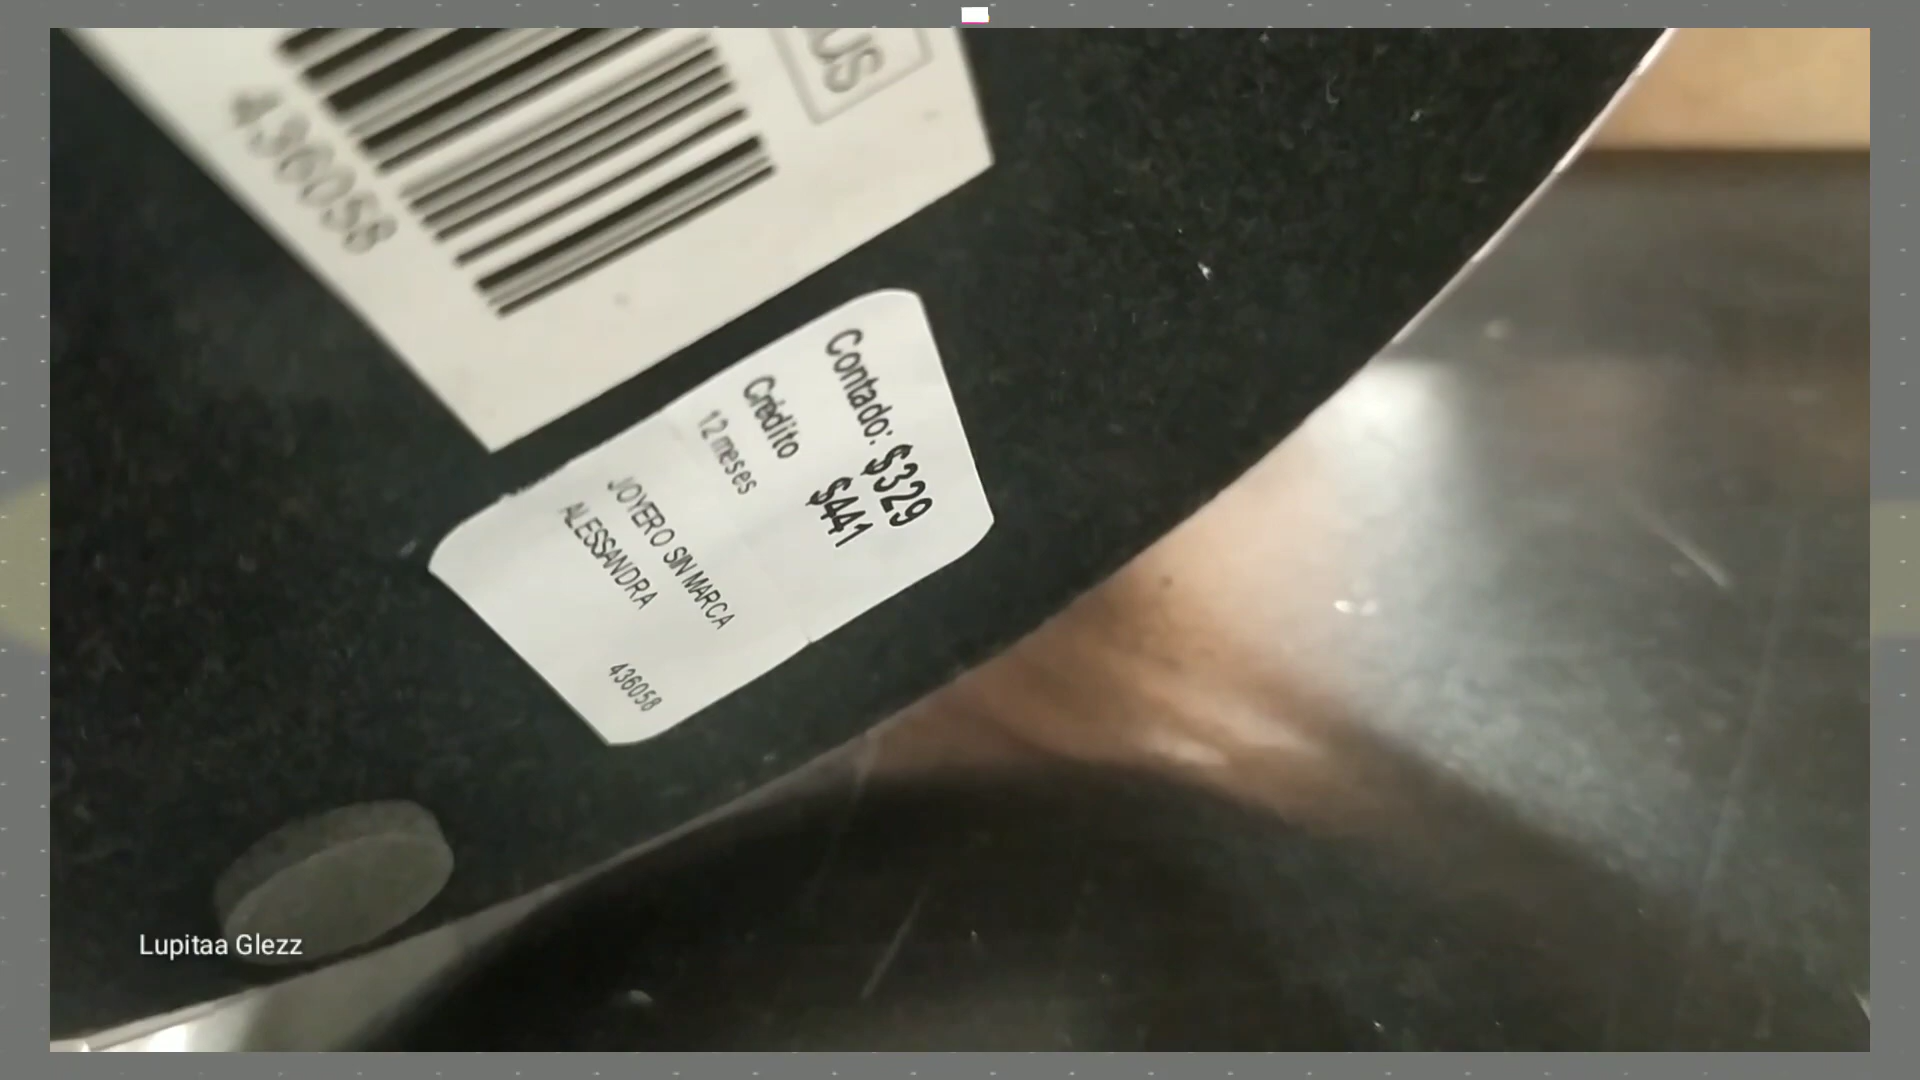 US
436058
Contado: $329
Crédito $441
12 meses
JOYERO SIN MARCA
ALESSANDRA
436058
Lupitaa Glezz